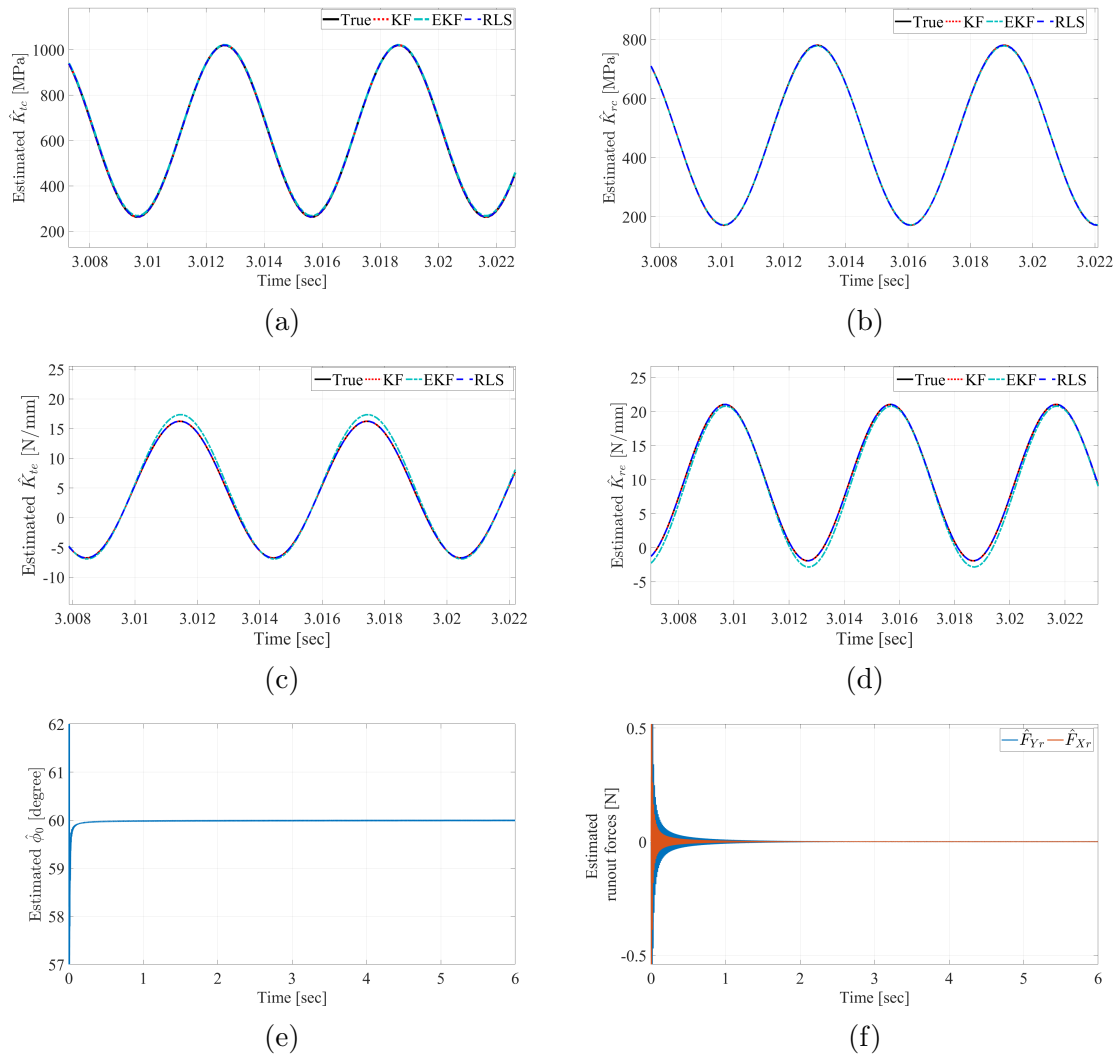 True KF EKF RLS
Estimated K̂tc [MPa]
1000
800
600
400
200
3.008 3.01 3.012 3.014 3.016 3.018 3.02 3.022
Time [sec]
(a)
True KF EKF RLS
Estimated K̂rc [MPa]
800
600
400
200
3.008 3.01 3.012 3.014 3.016 3.018 3.02 3.022
Time [sec]
(b)
True KF EKF RLS
Estimated K̂te [N/mm]
25
20
15
10
5
0
-5
-10
3.008 3.01 3.012 3.014 3.016 3.018 3.02 3.022
Time [sec]
(c)
True KF EKF RLS
Estimated K̂re [N/mm]
25
20
15
10
5
0
-5
3.008 3.01 3.012 3.014 3.016 3.018 3.02 3.022
Time [sec]
(d)
Estimated ϕ̂0 [degree]
62
61
60
59
58
57
0 1 2 3 4 5 6
Time [sec]
(e)
F̂Yr F̂Xr
Estimated
runout forces [N]
0.5
0
-0.5
0 1 2 3 4 5 6
Time [sec]
(f)